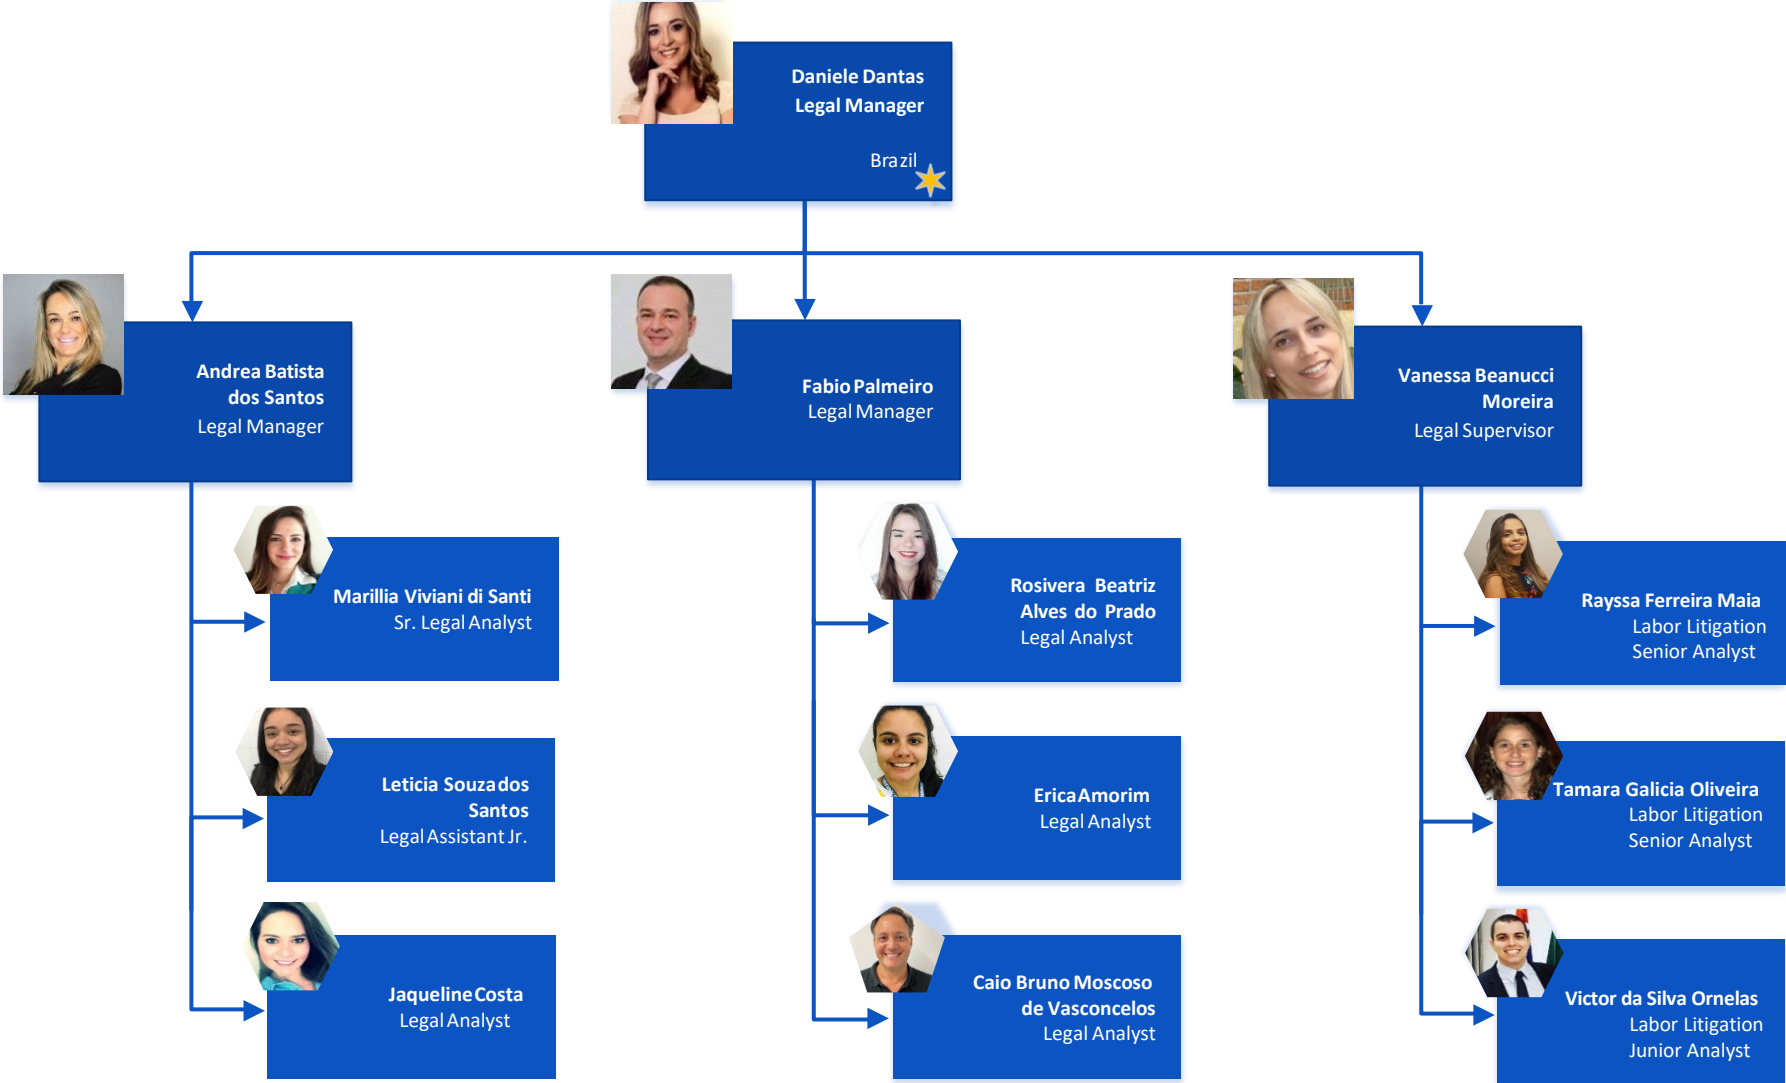 Daniele Dantas
Legal Manager
Brazil
Andrea Batista
dos Santos
Legal Manager
Fabio Palmeiro
Legal Manager
Vanessa Beanucci
Moreira
Legal Supervisor
Marillia Viviani di Santi
Sr. Legal Analyst
Rosivera Beatriz
Alves do Prado
Legal Analyst
Rayssa Ferreira Maia
Labor Litigation
Senior Analyst
Leticia Souza dos
Santos
Legal Assistant Jr.
Erica Amorim
Legal Analyst
Tamara Galicia Oliveira
Labor Litigation
Senior Analyst
Jaqueline Costa
Legal Analyst
Caio Bruno Moscoso
de Vasconcelos
Legal Analyst
Victor da Silva Ornelas
Labor Litigation
Junior Analyst